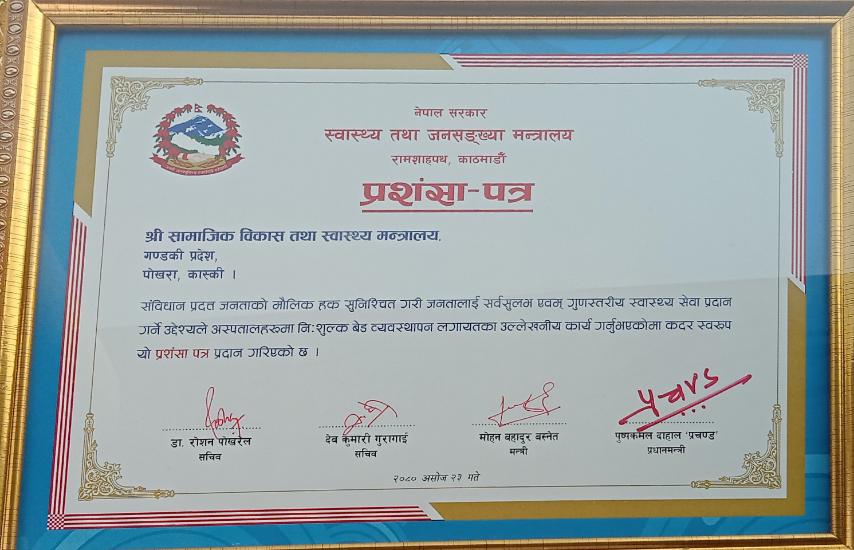 नेपाल सरकार
स्वास्थ्य तथा जनसङ्ख्या मन्त्रालय
रामशाहपथ, काठमाडौँ
प्रशंसा-पत्र
श्री सामाजिक विकास तथा स्वास्थ्य मन्त्रालय,
गण्डकी प्रदेश,
पोखरा, कास्की ।
संविधान प्रदत्त जनताको मौलिक हक सुनिश्चित गरी जनतालाई सर्वसुलभ एवम् गुणस्तरीय स्वास्थ्य सेवा प्रदान
गर्ने उद्देश्यले अस्पतालहरूमा निःशुल्क बेड व्यवस्थापन लगायतका उल्लेखनीय कार्य गर्नुभएकोमा कदर स्वरुप
यो प्रशंसा पत्र प्रदान गरिएको छ ।
प्रचण्ड
डा. रोशन पोखरेल देव कुमारी गुरागाई मोहन बहादुर बस्नेत पुष्पकमल दाहाल 'प्रचण्ड'
सचिव सचिव मन्त्री प्रधानमन्त्री
२०८० असोज २३ गते